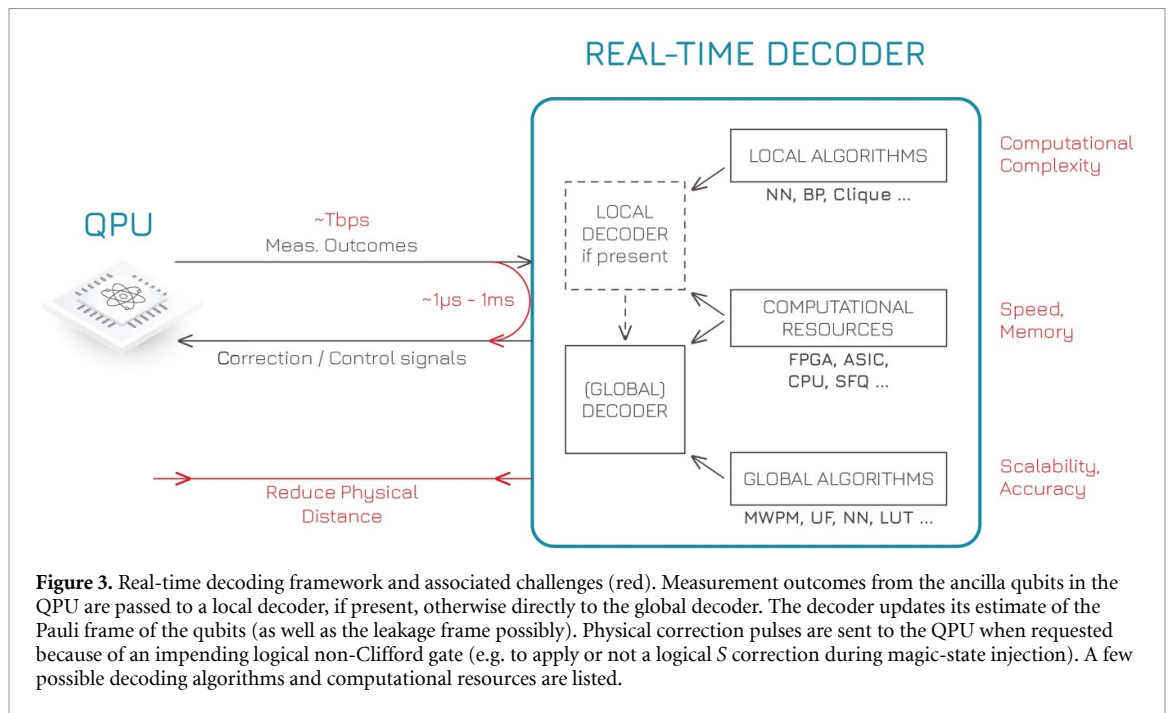 REAL-TIME DECODER
QPU
~Tbps
Meas. Outcomes
~1µs - 1ms
Correction / Control signals
Reduce Physical
Distance
LOCAL
DECODER
if present
(GLOBAL)
DECODER
LOCAL ALGORITHMS
NN, BP, Clique ...
COMPUTATIONAL
RESOURCES
FPGA, ASIC,
CPU, SFQ ...
GLOBAL ALGORITHMS
MWPM, UF, NN, LUT ...
Computational
Complexity
Speed,
Memory
Scalability,
Accuracy
Figure 3. Real-time decoding framework and associated challenges (red). Measurement outcomes from the ancilla qubits in the
QPU are passed to a local decoder, if present, otherwise directly to the global decoder. The decoder updates its estimate of the
Pauli frame of the qubits (as well as the leakage frame possibly). Physical correction pulses are sent to the QPU when requested
because of an impending logical non-Clifford gate (e.g. to apply or not a logical S correction during magic-state injection). A few
possible decoding algorithms and computational resources are listed.